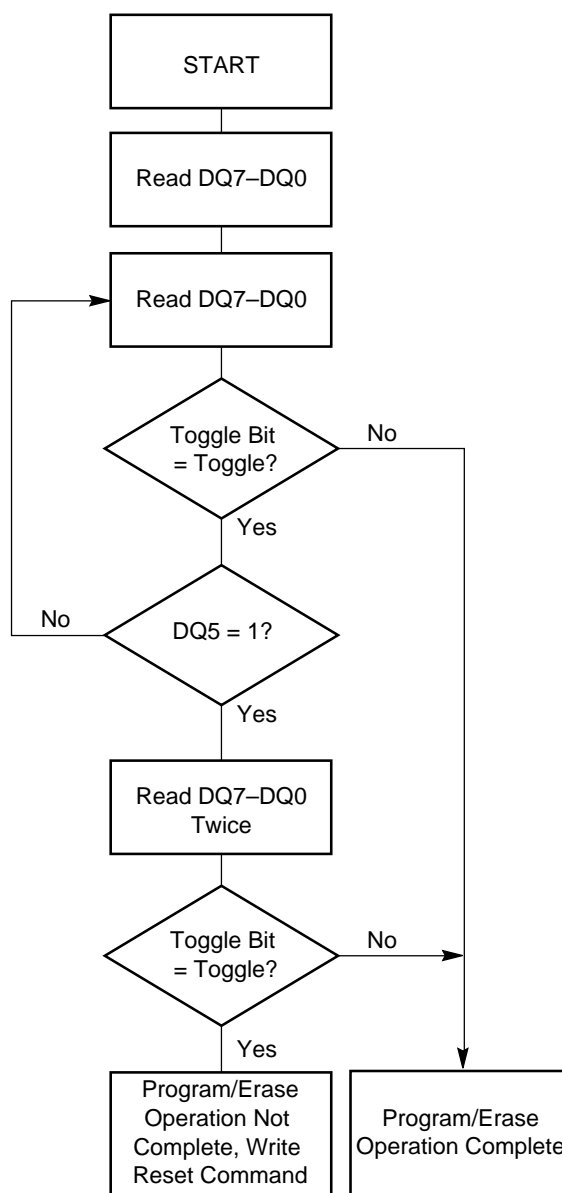 START
Read DQ7–DQ0
Read DQ7–DQ0
Toggle Bit
= Toggle?
No
Yes
No
DQ5 = 1?
Yes
Read DQ7–DQ0
Twice
Toggle Bit
= Toggle?
No
Yes
Program/Erase
Operation Not
Complete, Write
Reset Command
Program/Erase
Operation Complete